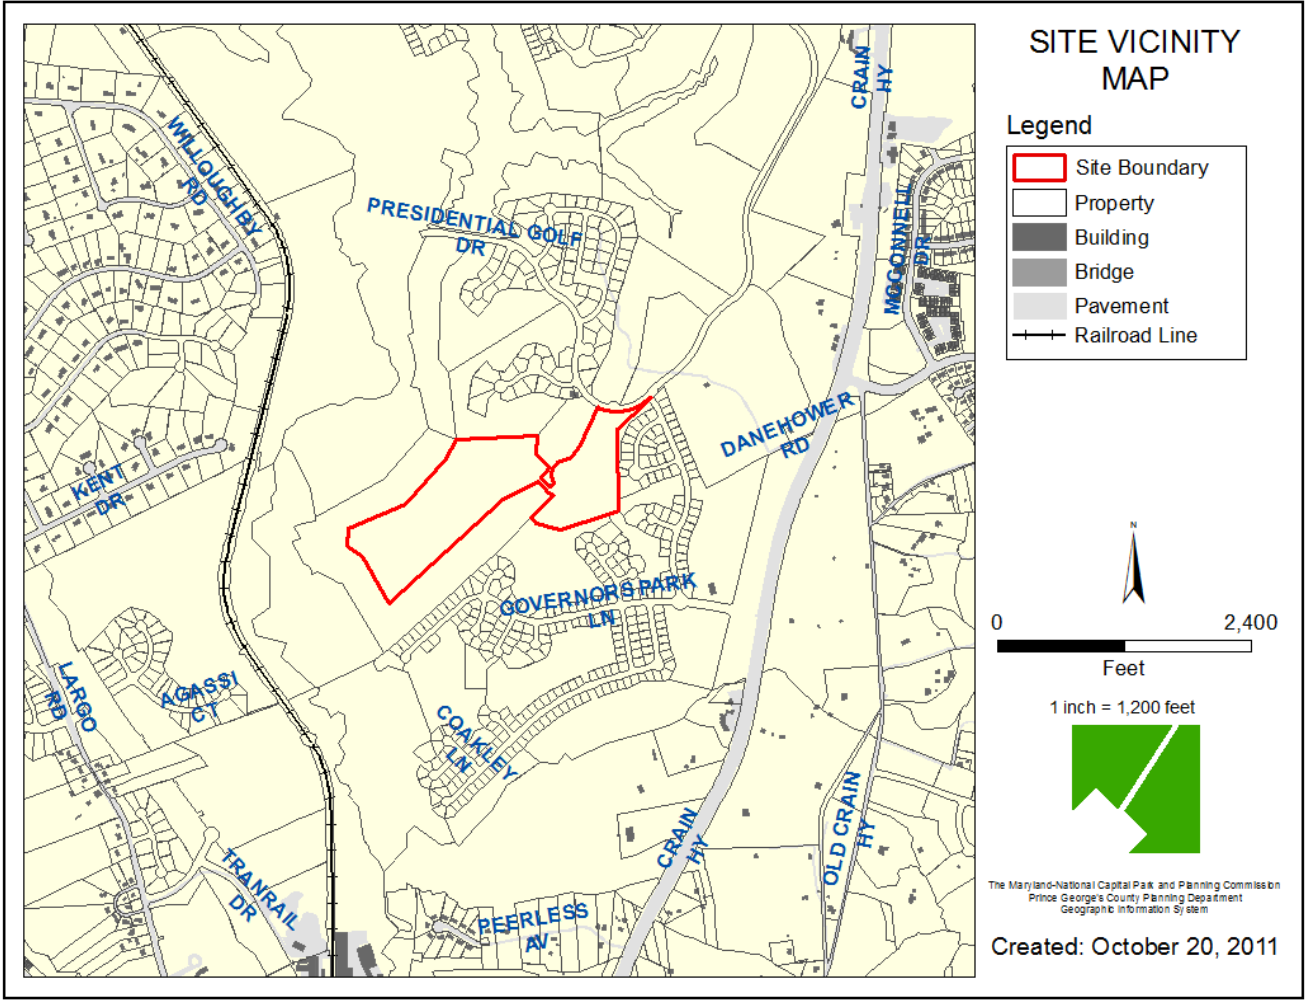 SITE VICINITY
MAP
Legend
Site Boundary
Property
Building
Bridge
Pavement
Railroad Line
CRAIN
HY
WILLOUGHBY
RD
PRESIDENTIAL GOLF
DR
MCCONNELL
DR
DANEHOWER
RD
KENT
DR
GOVERNORS PARK
LN
LARGO
RD
AGASSI
CT
COAKLEY
LN
CRAIN
HY
OLD CRAIN
HY
TRANRAIL
DR
PEERLESS
AV
N
0 2,400
Feet
1 inch = 1,200 feet
The Maryland-National Capital Park and Planning Commission
Prince George's County Planning Department
Geographic Information System
Created: October 20, 2011